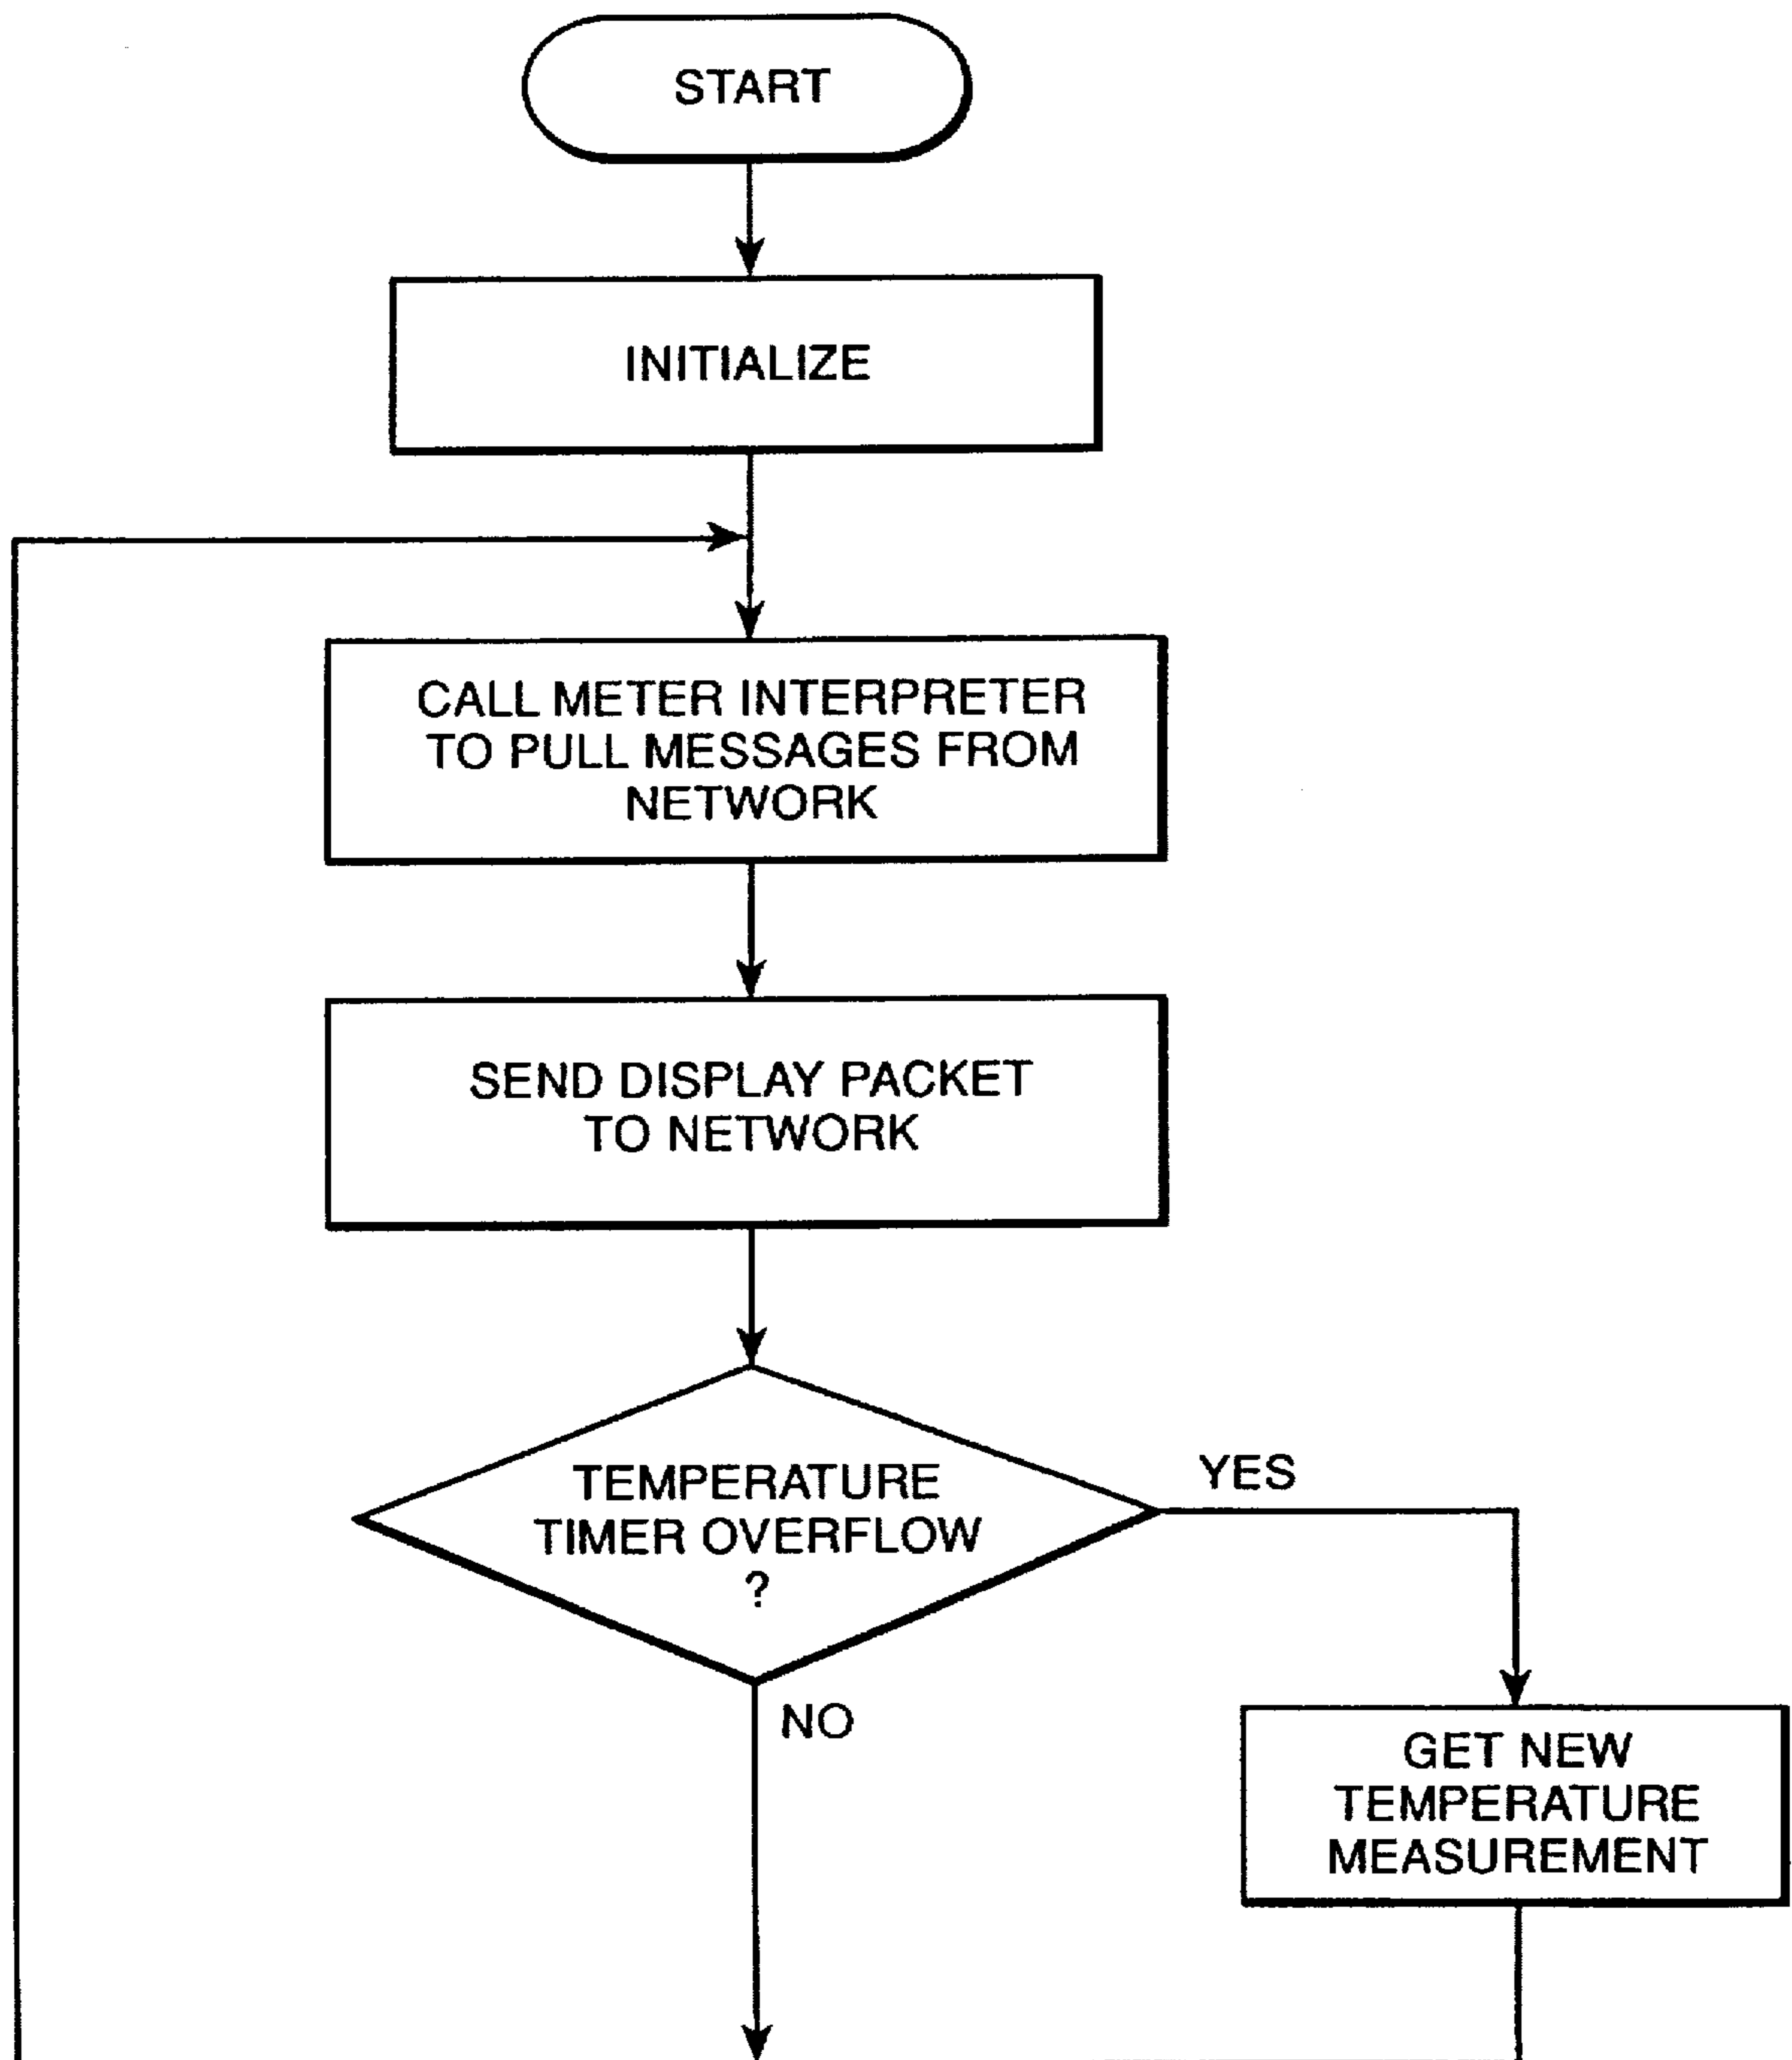 START
INITIALIZE
CALL METER INTERPRETER
TO PULL MESSAGES FROM
NETWORK
SEND DISPLAY PACKET
TO NETWORK
TEMPERATURE
TIMER OVERFLOW
?
YES
NO
GET NEW
TEMPERATURE
MEASUREMENT